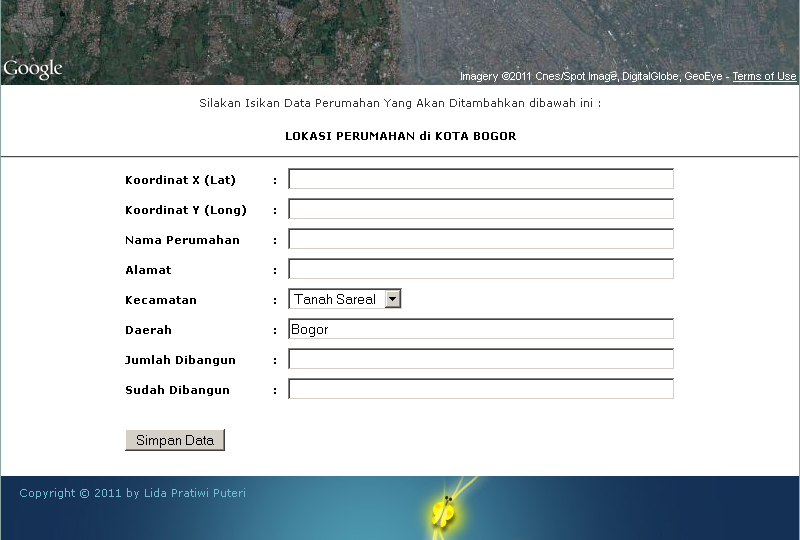 Google
Imagery ©2011 Cnes/Spot Image, DigitalGlobe, GeoEye - Terms of Use
Silakan Isikan Data Perumahan Yang Akan Ditambahkan dibawah ini :
LOKASI PERUMAHAN di KOTA BOGOR
Koordinat X (Lat) :
Koordinat Y (Long) :
Nama Perumahan :
Alamat :
Kecamatan : Tanah Sareal
Daerah : Bogor
Jumlah Dibangun :
Sudah Dibangun :
Simpan Data
Copyright © 2011 by Lida Pratiwi Puteri